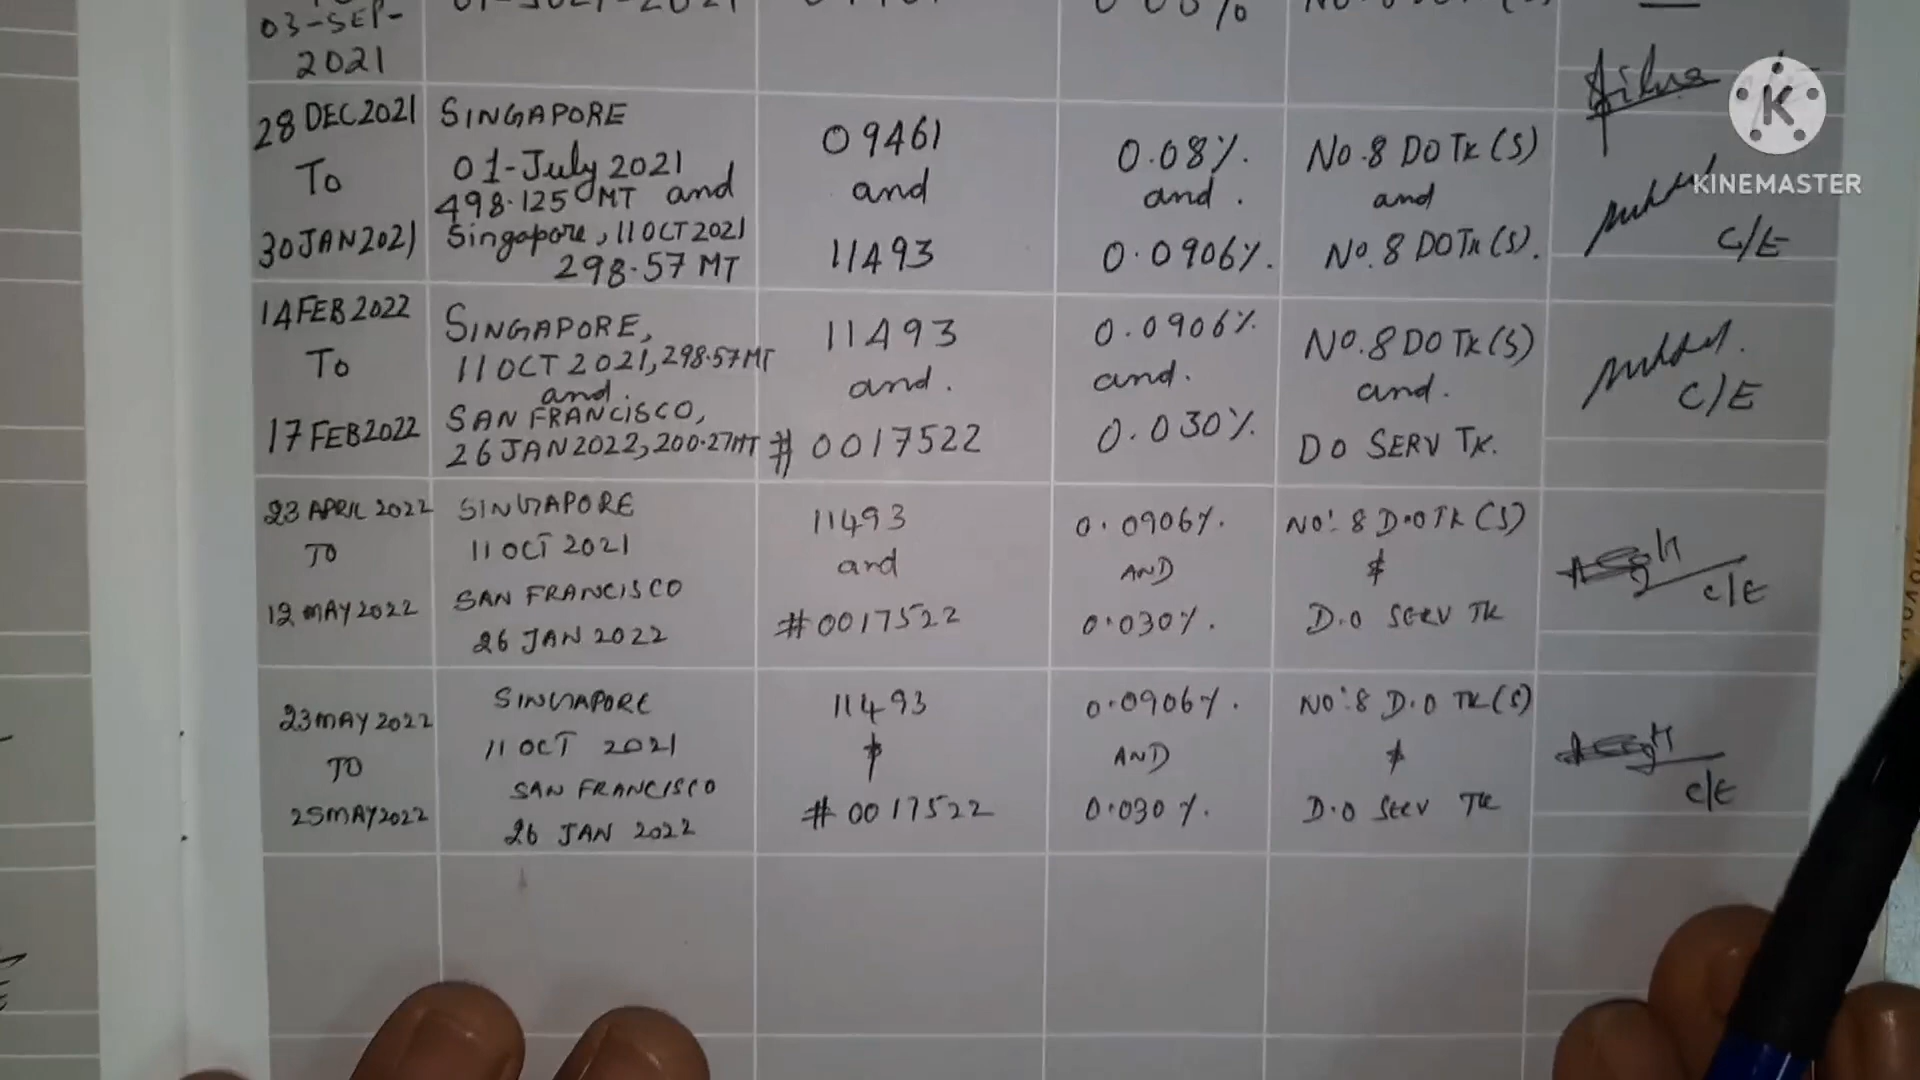 03-SEP-
2021
28 DEC 2021
To
30 JAN 2021
SINGAPORE
01-July 2021
498.125 MT and
Singapore, 11 OCT 2021
298.57 MT
09461
and
11493
0.08%.
and.
0.0906%.
No.8 DO TK(S)
and
No.8 DO TK(S).
C/E
KINEMASTER
14 FEB 2022
To
17 FEB 2022
SINGAPORE,
11 OCT 2021, 298.57 MT
and.
SAN FRANCISCO,
26 JAN 2022, 200.27 MT
11493
and.
#0017522
0.0906%.
and.
0.030%.
No.8 DO TK(S)
and.
DO SERV TK.
C/E
23 APRIL 2022
TO
12 MAY 2022
SINGAPORE
11 OCT 2021
SAN FRANCISCO
26 JAN 2022
11493
and
#0017522
0.0906%.
AND
0.030%.
NO: 8 D.O TK(S)
&
D.O SERV TK
C/E
23 MAY 2022
TO
25 MAY 2022
SINGAPORE
11 OCT 2021
SAN FRANCISCO
26 JAN 2022
11493
&
#0017522
0.0906%.
AND
0.030%.
NO: 8 D.O TK(S)
&
D.O SERV TK
C/E